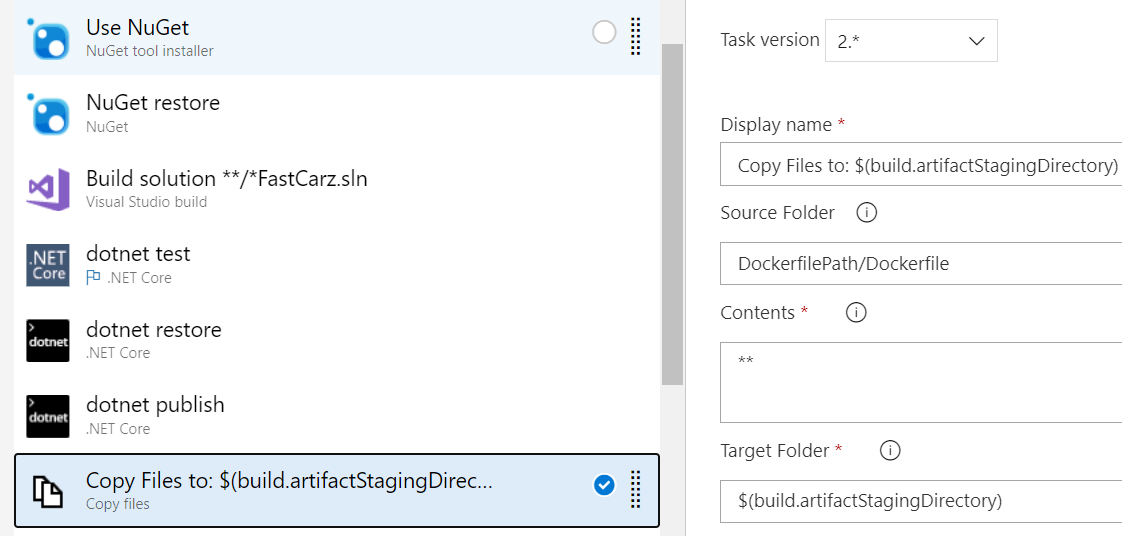 Use NuGet
NuGet tool installer
NuGet restore
NuGet
Build solution **/*FastCarz.sln
Visual Studio build
.NET
Core
dotnet test
.NET Core
>
dotnet
dotnet restore
.NET Core
>
dotnet
dotnet publish
.NET Core
Copy Files to: $(build.artifactStagingDirec...
Copy files
Task version 2.*
Display name *
Copy Files to: $(build.artifactStagingDirectory)
Source Folder i
DockerfilePath/Dockerfile
Contents * i
**
Target Folder * i
$(build.artifactStagingDirectory)